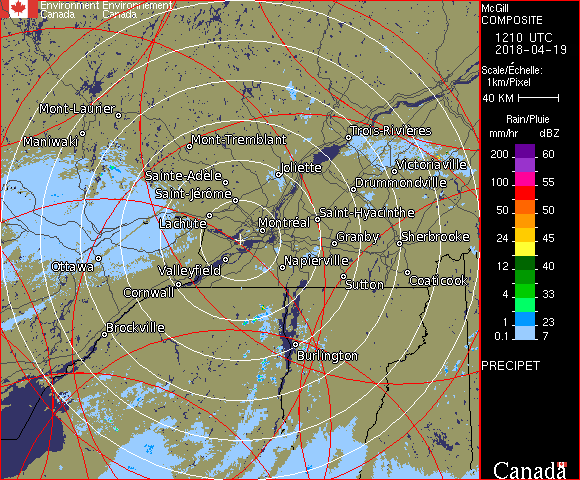 Environment Environnement
Canada Canada
McGill
COMPOSITE
1210 UTC
2018-04-19
Scale/Échelle:
1km/Pixel
40 KM
Rain/Pluie
mm/hr dBZ
200 60
100 55
50 50
24 45
12 40
4 33
1 23
0.1 7
PRECIPET
Canada
Mont-Laurier
Maniwaki
Mont-Tremblant
Trois-Rivières
Victoriaville
Joliette
Sainte-Adèle
Drummondville
Saint-Jérôme
Lachute
Saint-Hyacinthe
Montréal
Granby
Sherbrooke
Ottawa
Valleyfield
Napierville
Cornwall
Sutton
Coaticook
Brockville
Burlington